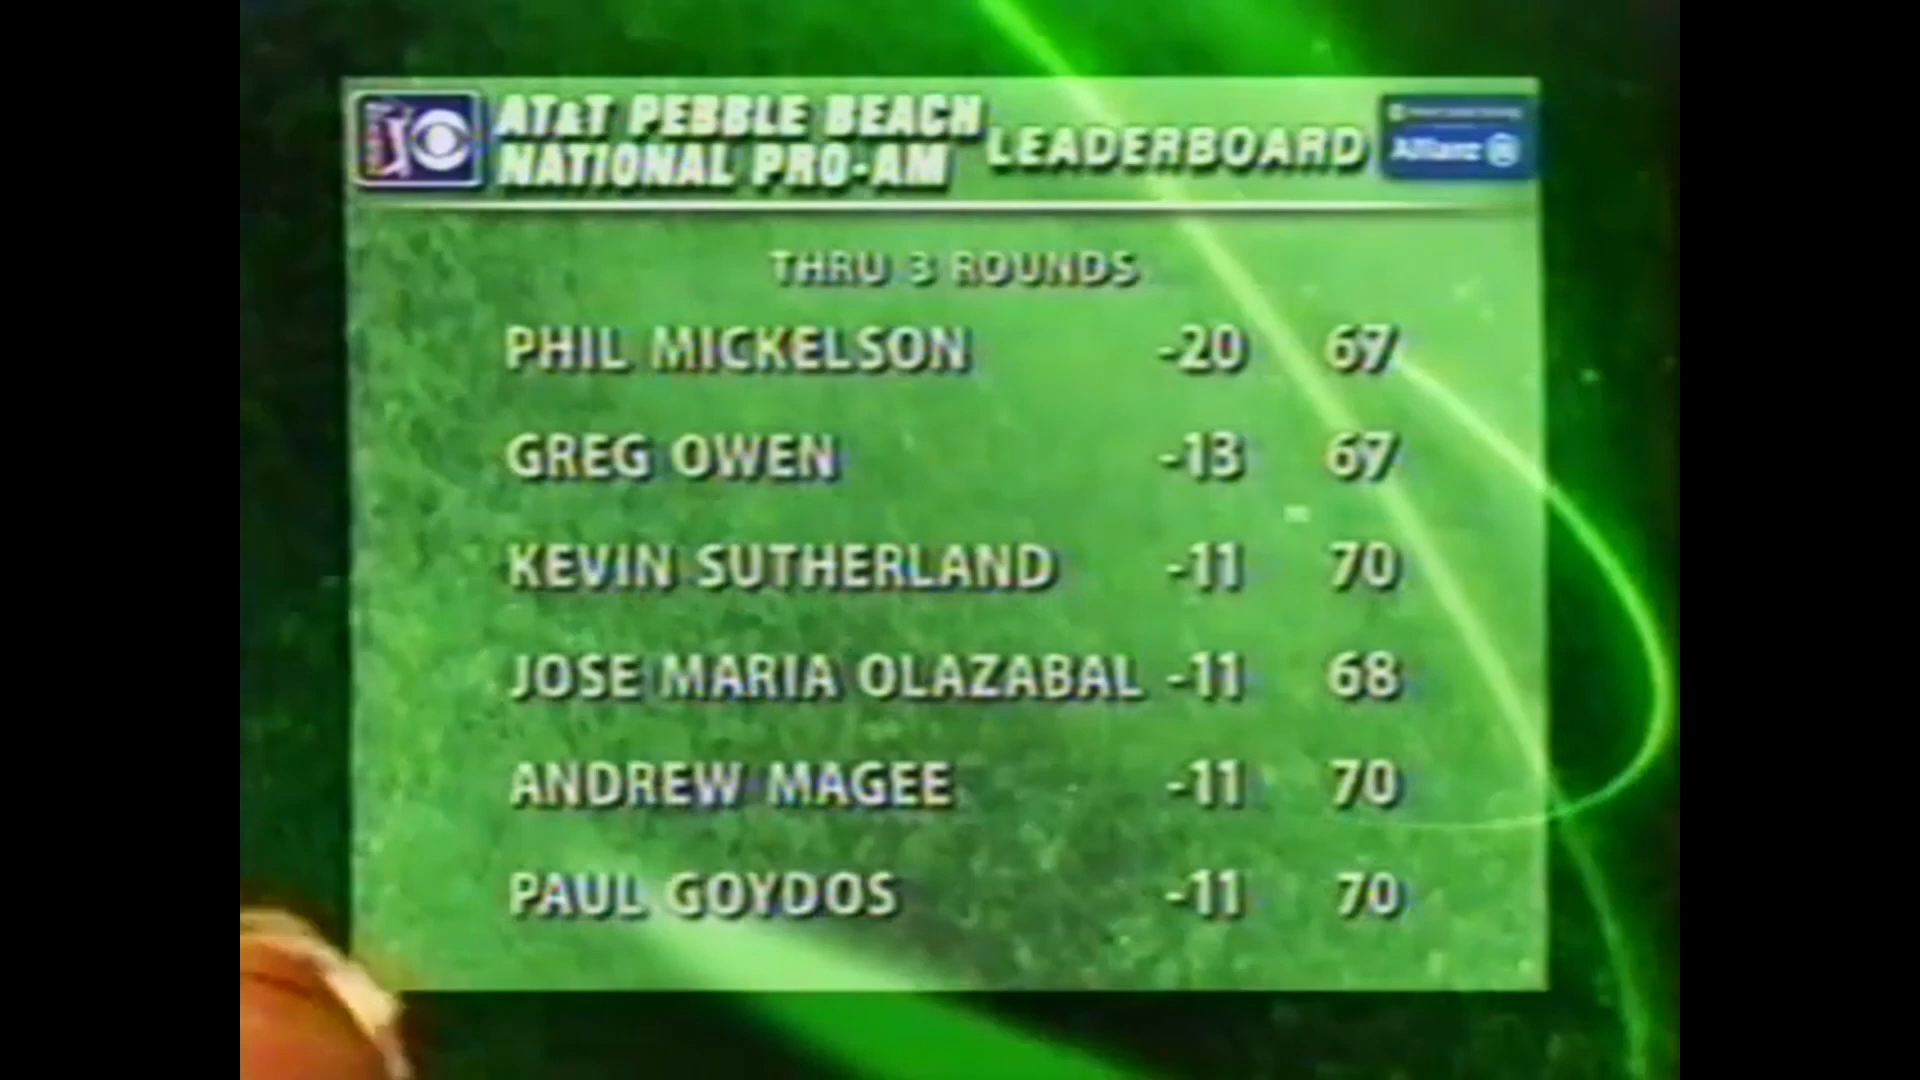 AT&T PEBBLE BEACH
NATIONAL PRO-AM
LEADERBOARD
Allianz
THRU 3 ROUNDS
PHIL MICKELSON -20 67
GREG OWEN -13 67
KEVIN SUTHERLAND -11 70
JOSE MARIA OLAZABAL -11 68
ANDREW MAGEE -11 70
PAUL GOYDOS -11 70